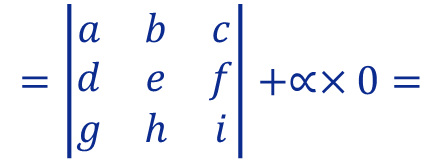 = |a b c|
|d e f| +∝× 0 =
|g h i|